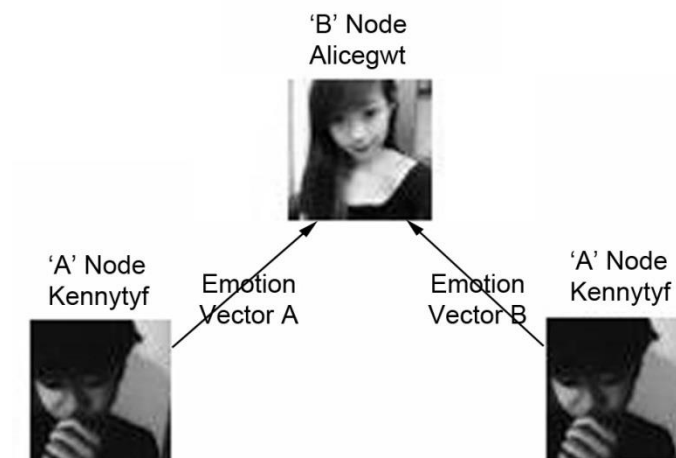 ‘B’ Node
Alicegwt
‘A’ Node
Kennytyf
Emotion
Vector A
Emotion
Vector B
‘A’ Node
Kennytyf